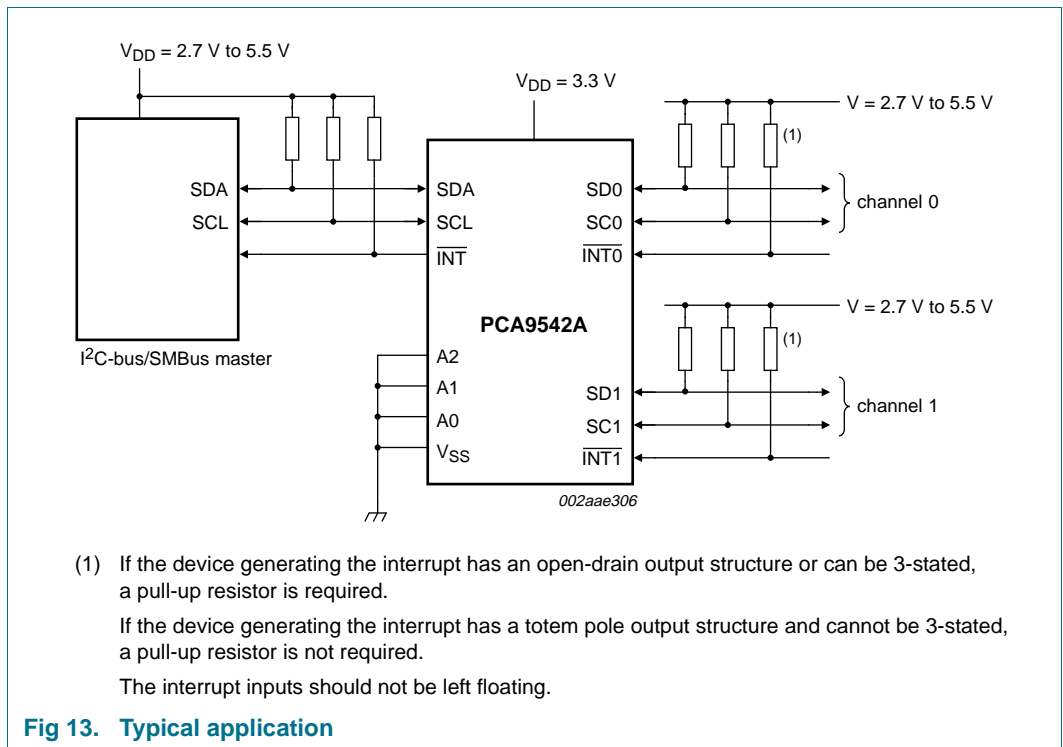 V_DD = 2.7 V to 5.5 V
V_DD = 3.3 V
V = 2.7 V to 5.5 V
(1)
SDA
SCL
SDA
SCL
INT
SD0
SC0
INT0
channel 0
V = 2.7 V to 5.5 V
(1)
PCA9542A
I²C-bus/SMBus master
A2
A1
A0
V_SS
SD1
SC1
INT1
channel 1
002aae306
(1) If the device generating the interrupt has an open-drain output structure or can be 3-stated,
a pull-up resistor is required.
If the device generating the interrupt has a totem pole output structure and cannot be 3-stated,
a pull-up resistor is not required.
The interrupt inputs should not be left floating.
Fig 13. Typical application